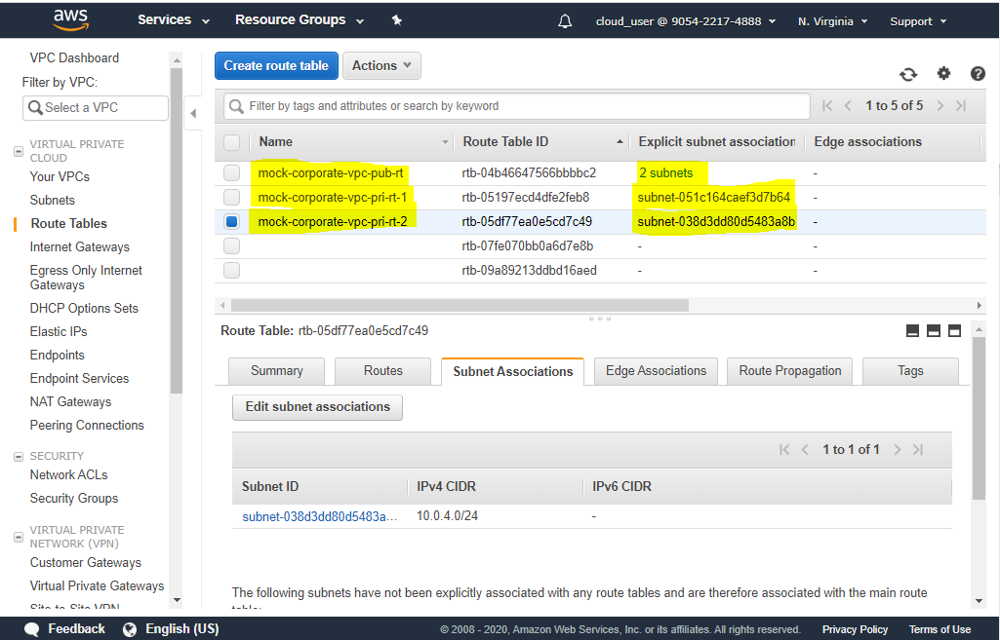 aws
Services
Resource Groups
cloud_user @ 9054-2217-4888
N. Virginia
Support
VPC Dashboard
Filter by VPC:
Select a VPC
VIRTUAL PRIVATE
CLOUD
Your VPCs
Subnets
Route Tables
Internet Gateways
Egress Only Internet
Gateways
DHCP Options Sets
Elastic IPs
Endpoints
Endpoint Services
NAT Gateways
Peering Connections
SECURITY
Network ACLs
Security Groups
VIRTUAL PRIVATE
NETWORK (VPN)
Customer Gateways
Virtual Private Gateways
Site-to-Site VPN
Create route table
Actions
Filter by tags and attributes or search by keyword
1 to 5 of 5
Name Route Table ID Explicit subnet association Edge associations
mock-corporate-vpc-pub-rt rtb-04b46647566bbbbc2 2 subnets -
mock-corporate-vpc-pri-rt-1 rtb-05197ecd4dfe2feb8 subnet-051c164caef3d7b64 -
mock-corporate-vpc-pri-rt-2 rtb-05df77ea0e5cd7c49 subnet-038d3dd80d5483a8b -
rtb-07fe070bb0a6d7e8b - -
rtb-09a89213ddbd16aed - -
Route Table: rtb-05df77ea0e5cd7c49
Summary Routes Subnet Associations Edge Associations Route Propagation Tags
Edit subnet associations
1 to 1 of 1
Subnet ID IPv4 CIDR IPv6 CIDR
subnet-038d3dd80d5483a... 10.0.4.0/24 -
The following subnets have not been explicitly associated with any route tables and are therefore associated with the main route
table:
Feedback
English (US)
© 2008 - 2020, Amazon Web Services, Inc. or its affiliates. All rights reserved.
Privacy Policy
Terms of Use